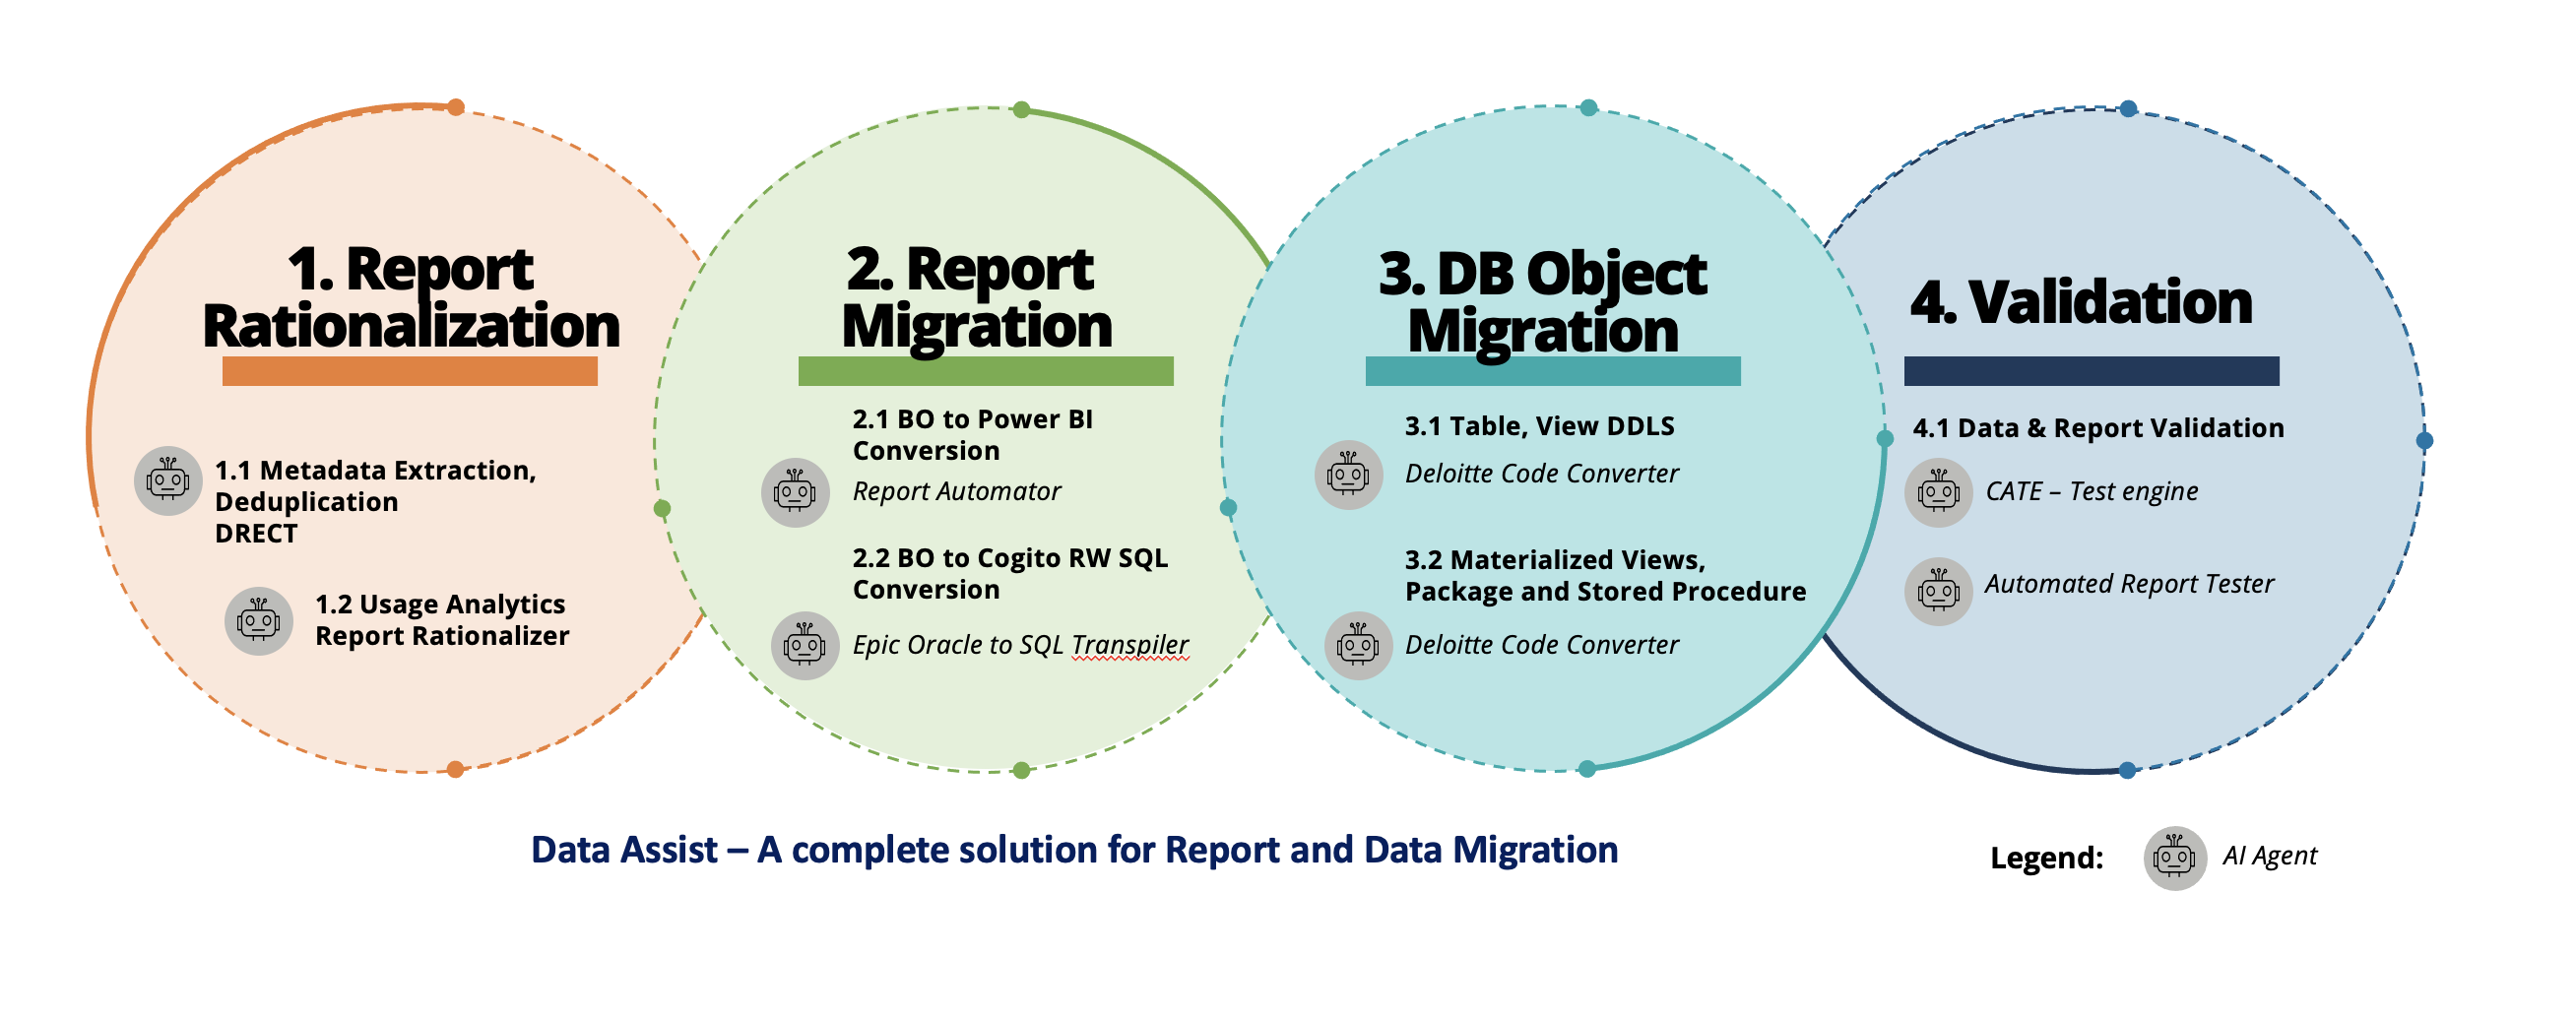 1. Report
Rationalization
1.1 Metadata Extraction,
Deduplication
DRECT
1.2 Usage Analytics
Report Rationalizer
2. Report
Migration
2.1 BO to Power BI
Conversion
Report Automator
2.2 BO to Cogito RW SQL
Conversion
Epic Oracle to SQL Transpiler
3. DB Object
Migration
3.1 Table, View DDLS
Deloitte Code Converter
3.2 Materialized Views,
Package and Stored Procedure
Deloitte Code Converter
4. Validation
4.1 Data & Report Validation
CATE – Test engine
Automated Report Tester
Data Assist – A complete solution for Report and Data Migration
Legend:
AI Agent